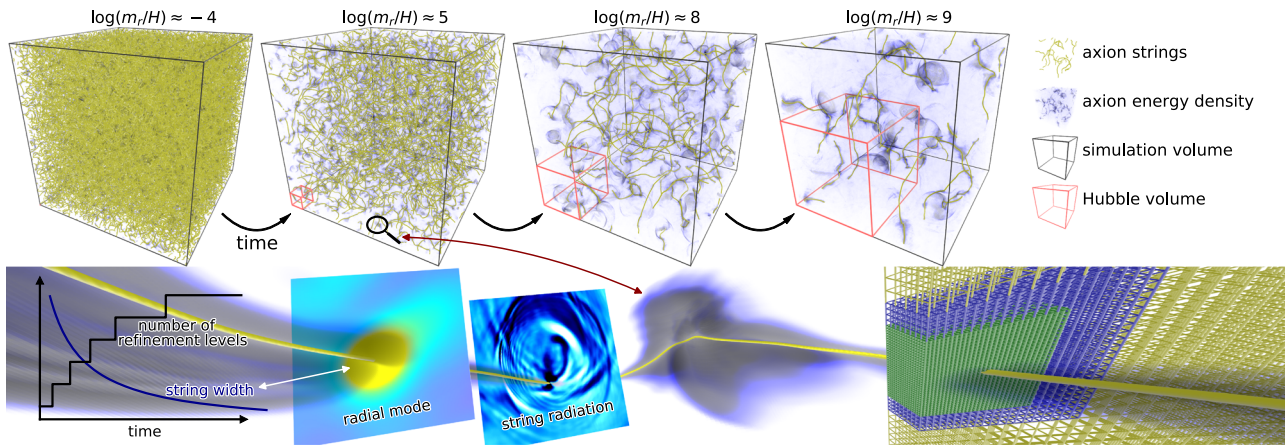 log(m_r/H) ≈ −4
log(m_r/H) ≈ 5
log(m_r/H) ≈ 8
log(m_r/H) ≈ 9
axion strings
axion energy density
simulation volume
Hubble volume
time
number of
refinement levels
string width
time
radial mode
string radiation